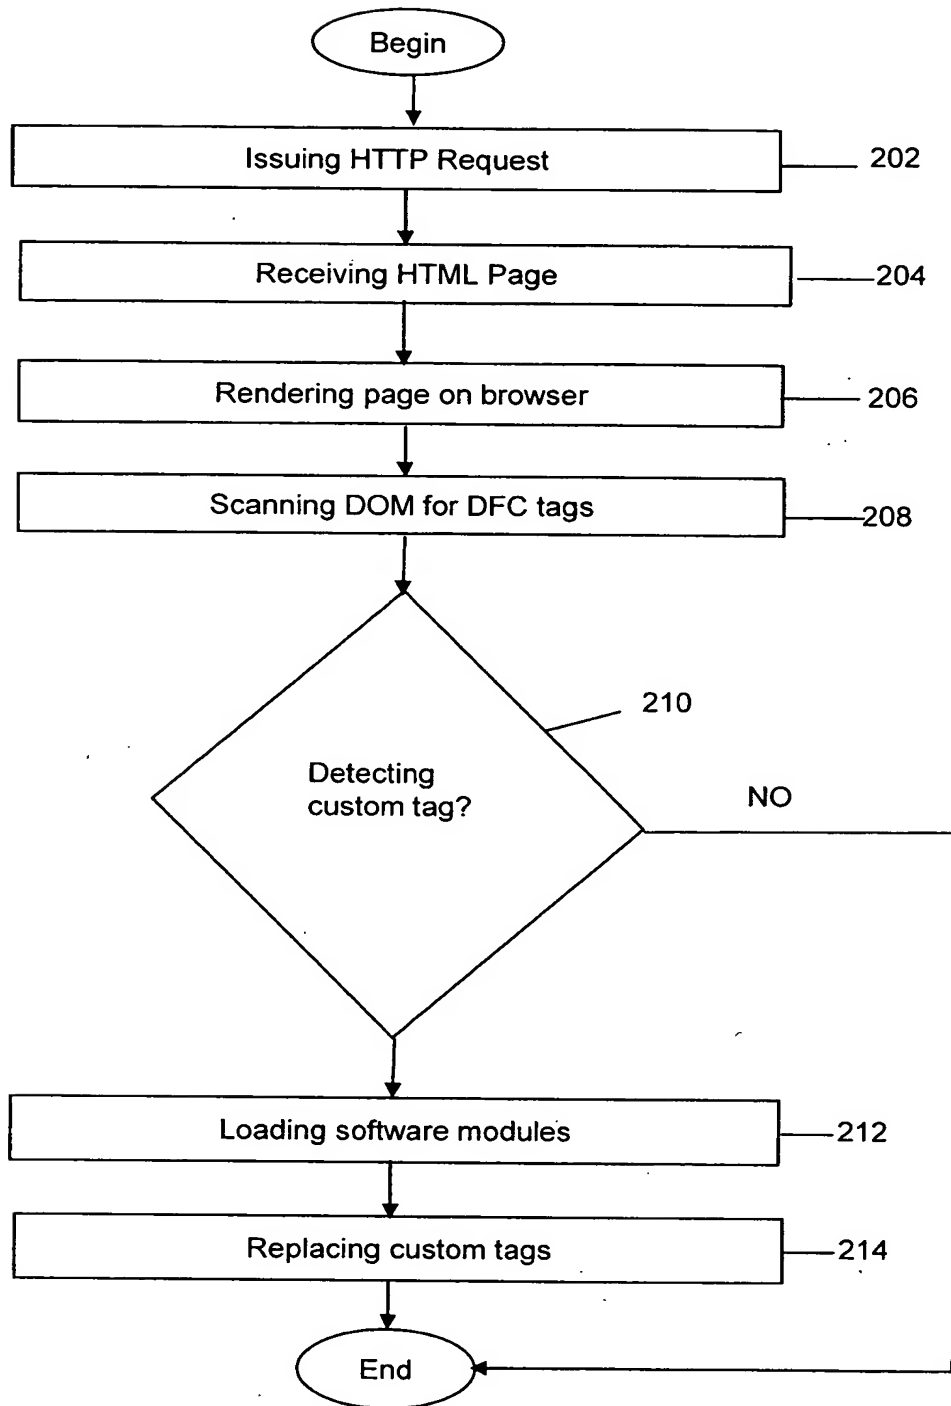 Begin
Issuing HTTP Request
202
Receiving HTML Page
204
Rendering page on browser
206
Scanning DOM for DFC tags
208
210
Detecting
custom tag?
NO
Loading software modules
212
Replacing custom tags
214
End